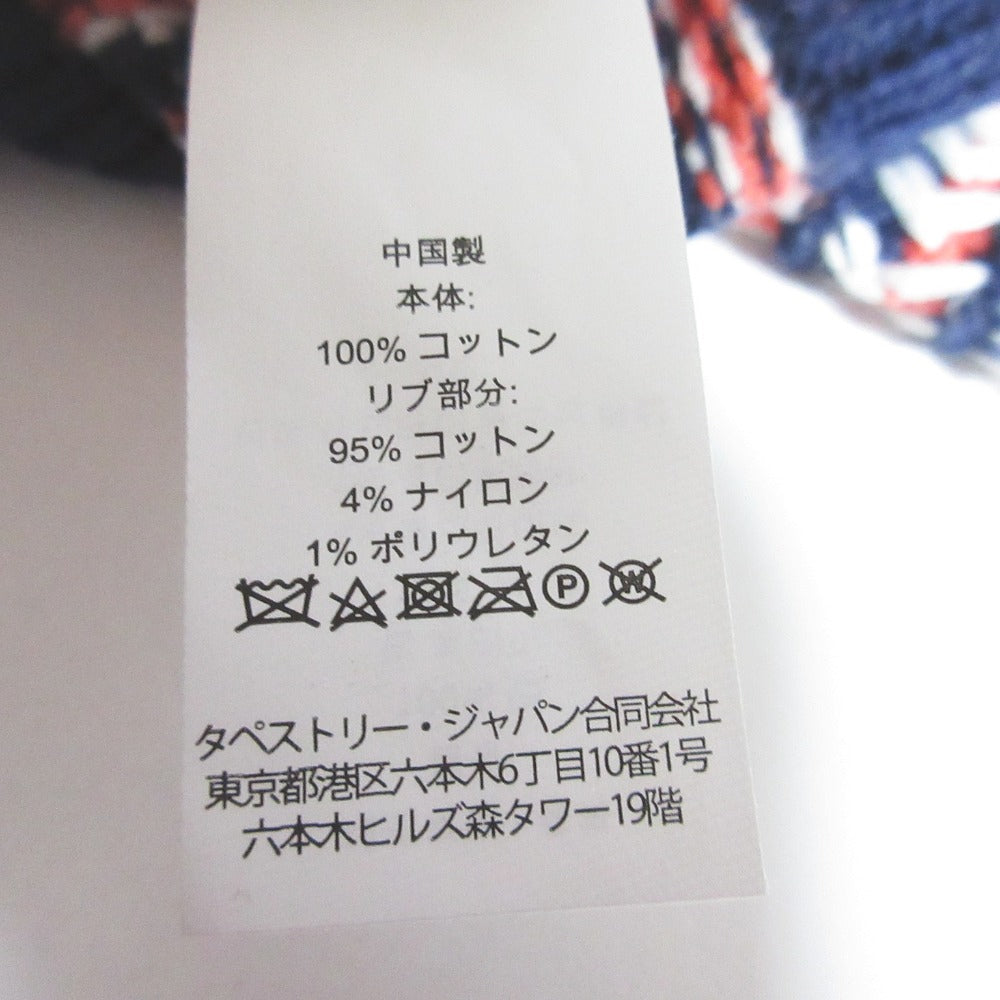 中国製
本体:
100% コットン
リブ部分:
95% コットン
4% ナイロン
1% ポリウレタン
P W
タペストリー・ジャパン合同会社
東京都港区六本木6丁目10番1号
六本木ヒルズ森タワー19階